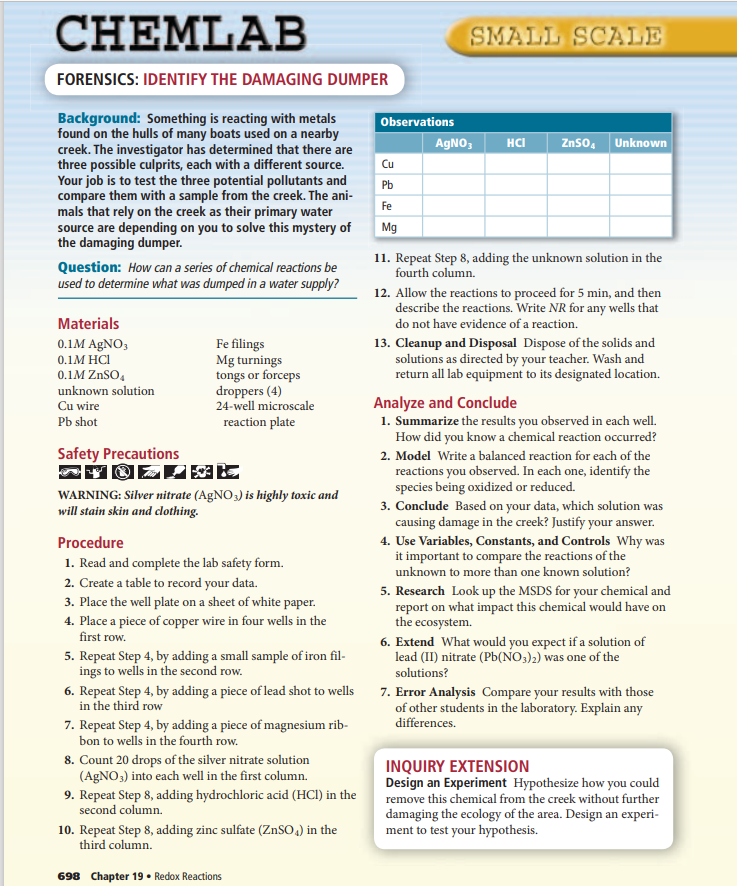 CHEMLAB
SMALL SCALE
FORENSICS: IDENTIFY THE DAMAGING DUMPER
Background: Something is reacting with metals
found on the hulls of many boats used on a nearby
creek. The investigator has determined that there are
three possible culprits, each with a different source.
Your job is to test the three potential pollutants and
compare them with a sample from the creek. The ani-
mals that rely on the creek as their primary water
source are depending on you to solve this mystery of
the damaging dumper.
Question: How can a series of chemical reactions be
used to determine what was dumped in a water supply?
Materials
0.1M AgNO₃
0.1M HCl
0.1M ZnSO₄
unknown solution
Cu wire
Pb shot
Fe filings
Mg turnings
tongs or forceps
droppers (4)
24-well microscale
reaction plate
Safety Precautions
WARNING: Silver nitrate (AgNO₃) is highly toxic and
will stain skin and clothing.
Procedure
1. Read and complete the lab safety form.
2. Create a table to record your data.
3. Place the well plate on a sheet of white paper.
4. Place a piece of copper wire in four wells in the
first row.
5. Repeat Step 4, by adding a small sample of iron fil-
ings to wells in the second row.
6. Repeat Step 4, by adding a piece of lead shot to wells
in the third row
7. Repeat Step 4, by adding a piece of magnesium rib-
bon to wells in the fourth row.
8. Count 20 drops of the silver nitrate solution
(AgNO₃) into each well in the first column.
9. Repeat Step 8, adding hydrochloric acid (HCl) in the
second column.
10. Repeat Step 8, adding zinc sulfate (ZnSO₄) in the
third column.
Observations
AgNO₃ HCl ZnSO₄ Unknown
Cu
Pb
Fe
Mg
11. Repeat Step 8, adding the unknown solution in the
fourth column.
12. Allow the reactions to proceed for 5 min, and then
describe the reactions. Write NR for any wells that
do not have evidence of a reaction.
13. Cleanup and Disposal Dispose of the solids and
solutions as directed by your teacher. Wash and
return all lab equipment to its designated location.
Analyze and Conclude
1. Summarize the results you observed in each well.
How did you know a chemical reaction occurred?
2. Model Write a balanced reaction for each of the
reactions you observed. In each one, identify the
species being oxidized or reduced.
3. Conclude Based on your data, which solution was
causing damage in the creek? Justify your answer.
4. Use Variables, Constants, and Controls Why was
it important to compare the reactions of the
unknown to more than one known solution?
5. Research Look up the MSDS for your chemical and
report on what impact this chemical would have on
the ecosystem.
6. Extend What would you expect if a solution of
lead (II) nitrate (Pb(NO₃)₂) was one of the
solutions?
7. Error Analysis Compare your results with those
of other students in the laboratory. Explain any
differences.
INQUIRY EXTENSION
Design an Experiment Hypothesize how you could
remove this chemical from the creek without further
damaging the ecology of the area. Design an experi-
ment to test your hypothesis.
698 Chapter 19 • Redox Reactions